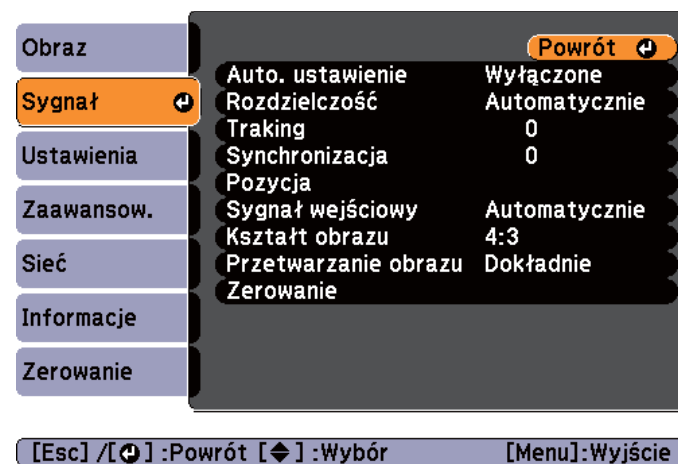 Obraz
Sygnał
Ustawienia
Zaawansow.
Sieć
Informacje
Zerowanie
Powrót
Auto. ustawienie Wyłączone
Rozdzielczość Automatycznie
Traking 0
Synchronizacja 0
Pozycja
Sygnał wejściowy Automatycznie
Kształt obrazu 4:3
Przetwarzanie obrazu Dokładnie
Zerowanie
[Esc] /[⏎] :Powrót [◆] :Wybór [Menu]:Wyjście